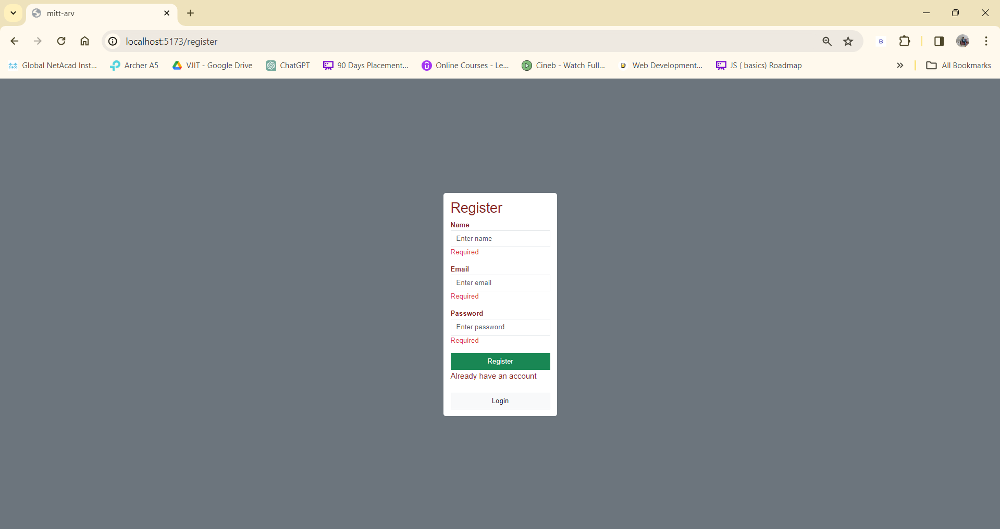 mitt-arv
localhost:5173/register
B
CISCO Global NetAcad Inst... Archer A5 VJIT - Google Drive ChatGPT 90 Days Placement... Online Courses - Le... Cineb - Watch Full... Web Development... JS ( basics) Roadmap All Bookmarks
Register
Name
Enter name
Required
Email
Enter email
Required
Password
Enter password
Required
Register
Already have an account
Login